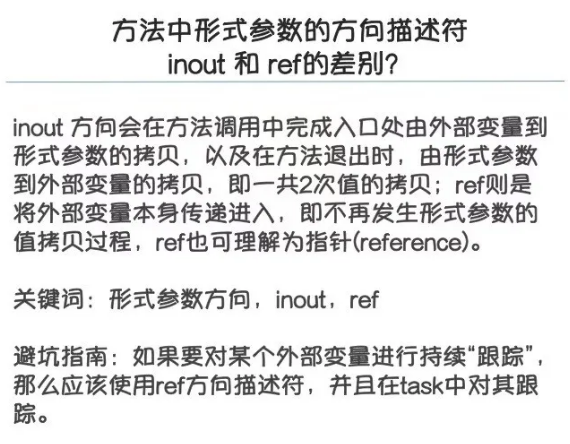 方法中形式参数的方向描述符
inout 和 ref的差别？
inout 方向会在方法调用中完成入口处由外部变量到
形式参数的拷贝，以及在方法退出时，由形式参数
到外部变量的拷贝，即一共2次值的拷贝；ref则是
将外部变量本身传递进入，即不再发生形式参数的
值拷贝过程，ref也可理解为指针(reference)。
关键词：形式参数方向，inout，ref
避坑指南：如果要对某个外部变量进行持续“跟踪”，
那么应该使用ref方向描述符，并且在task中对其跟
踪。